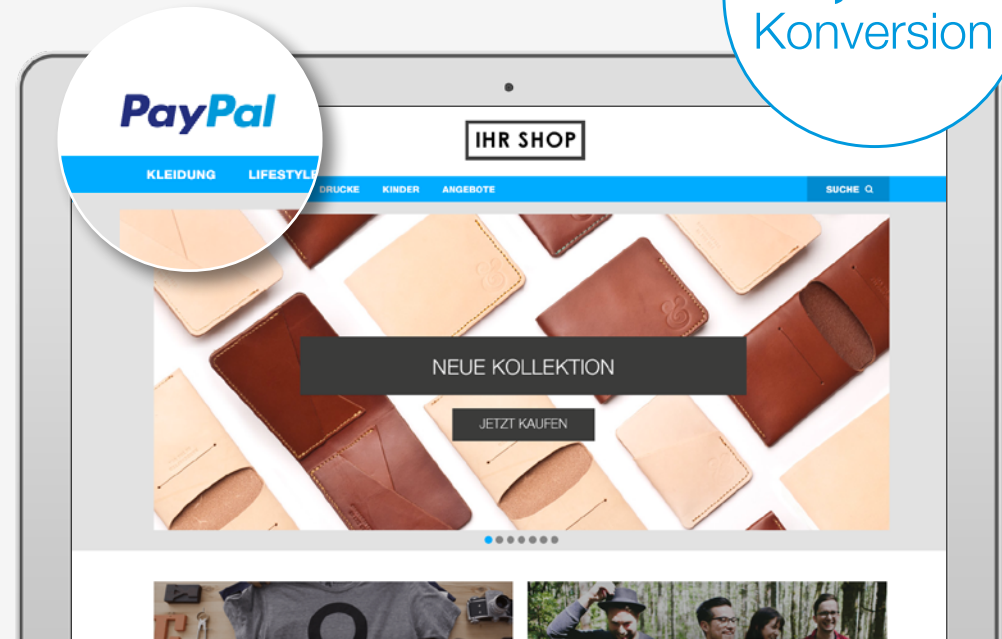 Konversion
PayPal
IHR SHOP
KLEIDUNG LIFESTYLE DRUCKE KINDER ANGEBOTE SUCHE
NEUE KOLLEKTION
JETZT KAUFEN